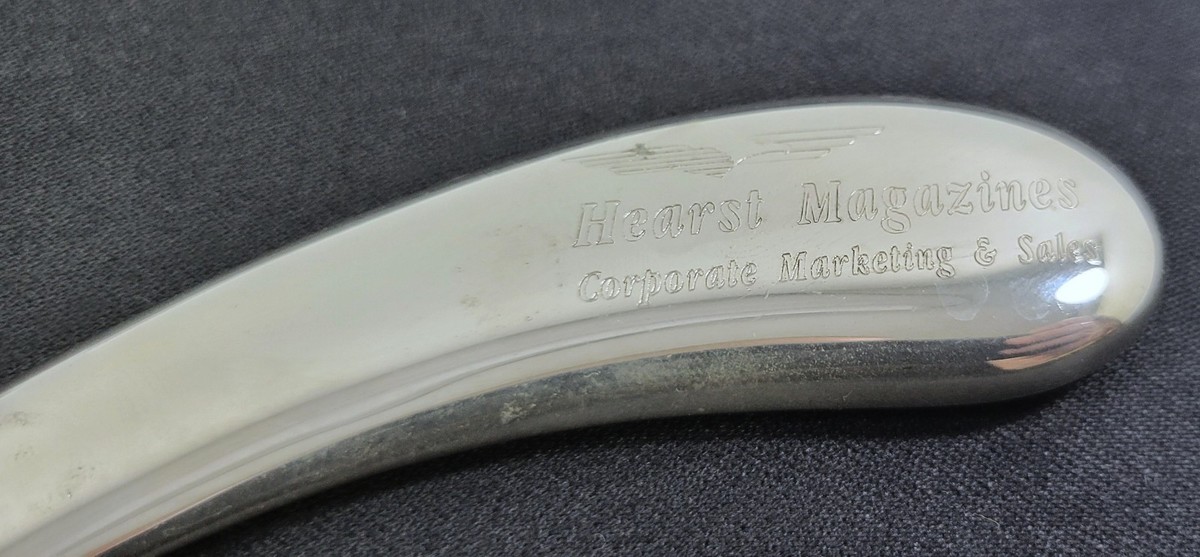 Hearst Magazines
Corporate Marketing & Sales